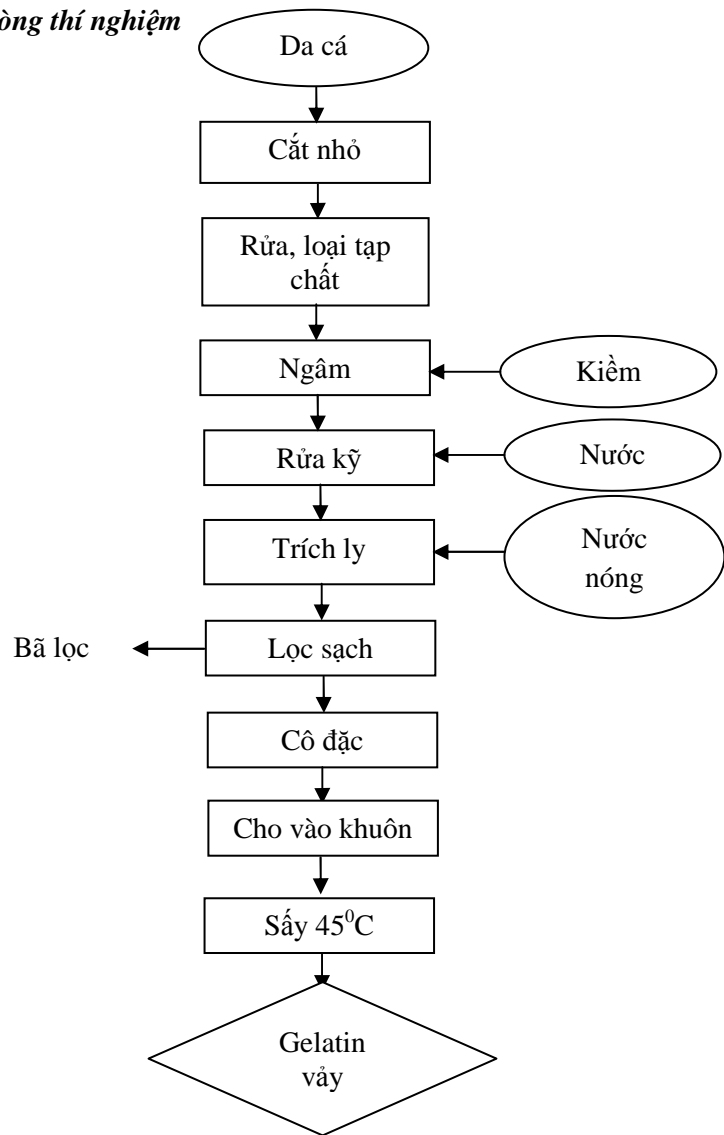 òng thí nghiệm
Da cá
Cắt nhỏ
Rửa, loại tạp
chất
Ngâm
Kiềm
Rửa kỹ
Nước
Trích ly
Nước
nóng
Bã lọc
Lọc sạch
Cô đặc
Cho vào khuôn
Sấy 45⁰C
Gelatin
vảy